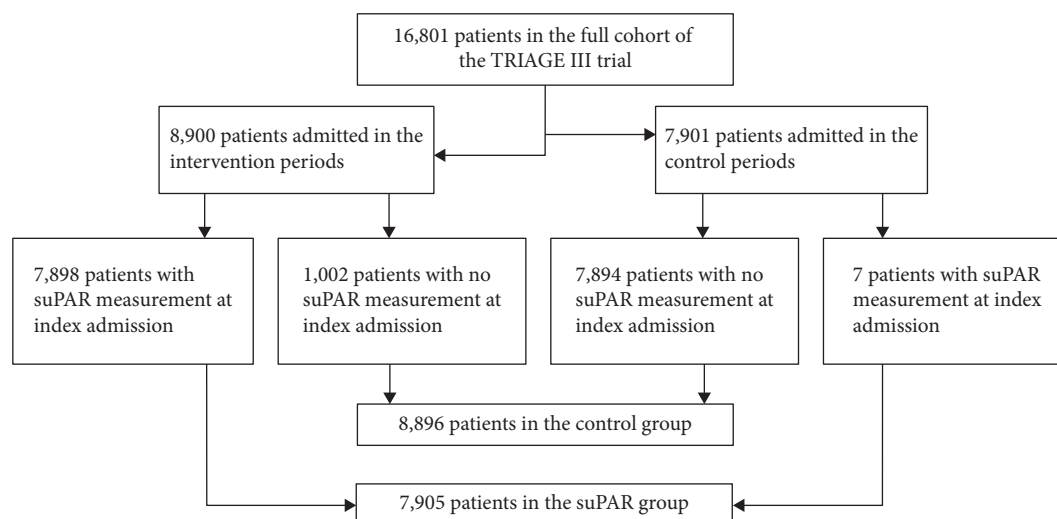 16,801 patients in the full cohort of
the TRIAGE III trial
8,900 patients admitted in the
intervention periods
7,901 patients admitted in the
control periods
7,898 patients with
suPAR measurement at
index admission
1,002 patients with no
suPAR measurement at
index admission
7,894 patients with no
suPAR measurement at
index admission
7 patients with suPAR
measurement at index
admission
8,896 patients in the control group
7,905 patients in the suPAR group